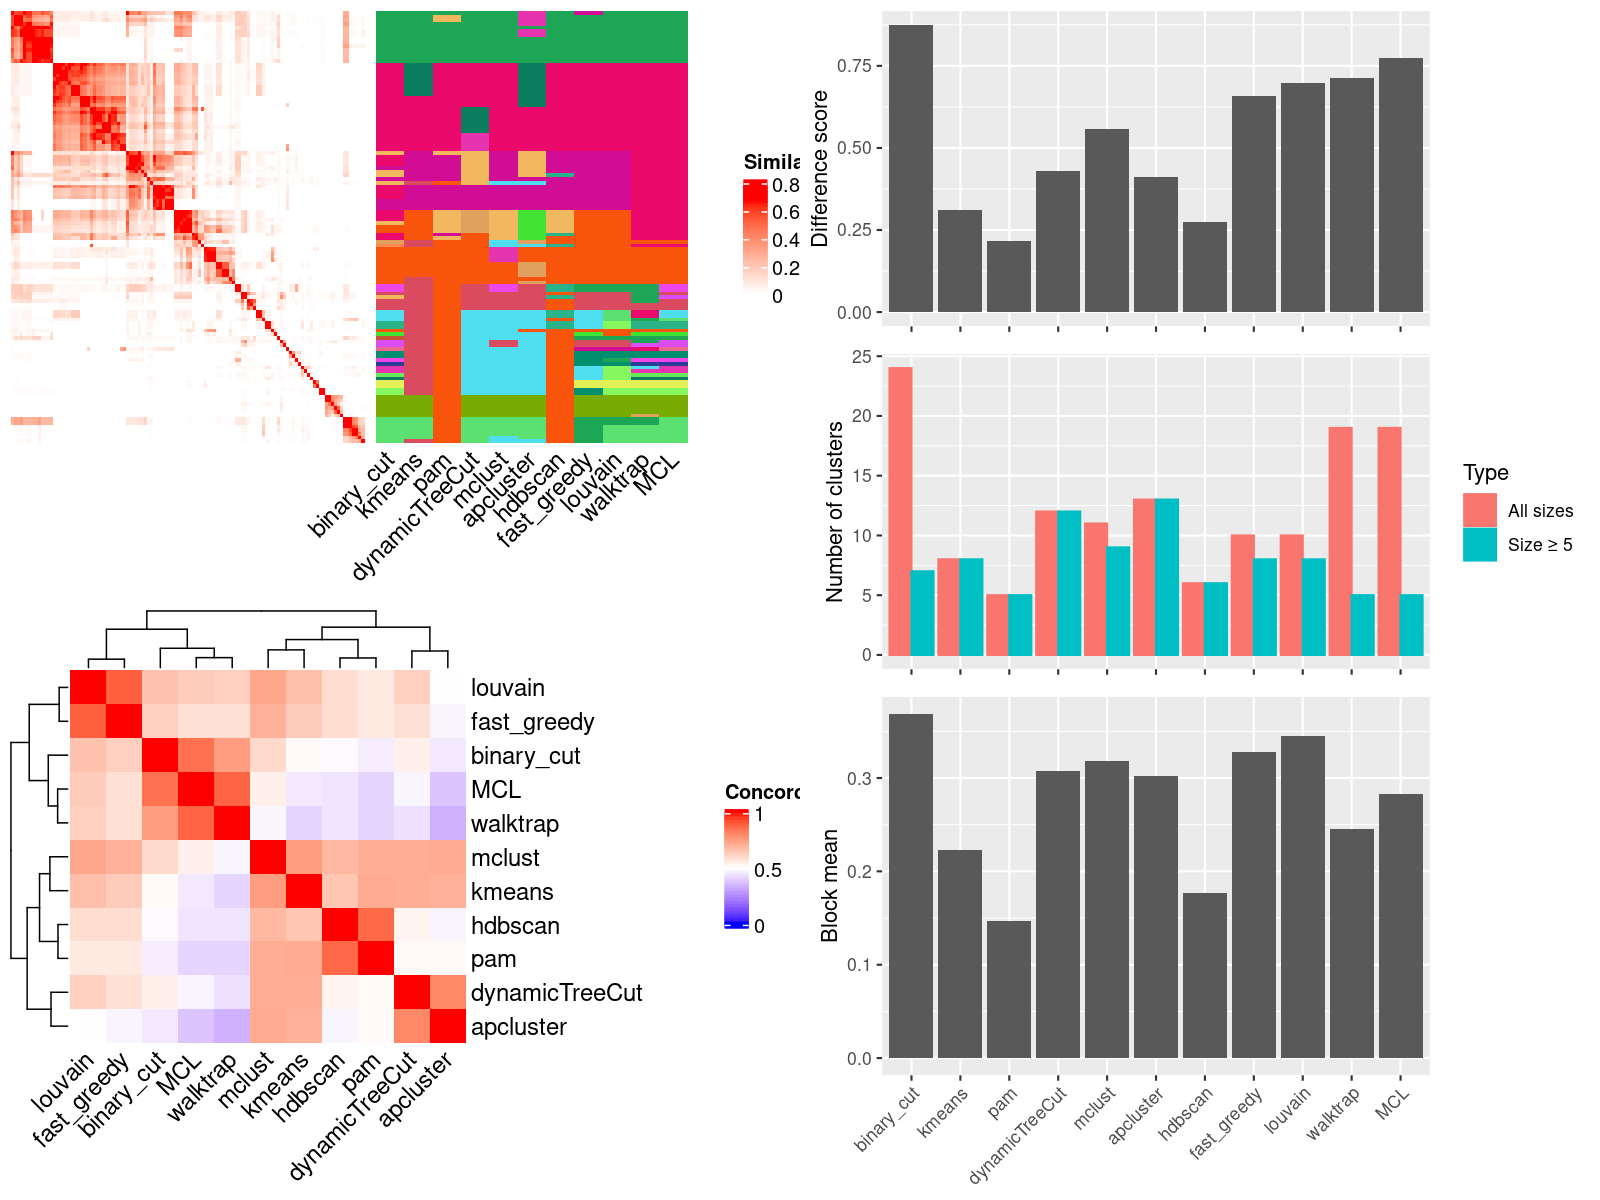 Simila
0.8
0.6
0.4
0.2
0
binary_cut
kmeans
pam
dynamicTreeCut
mclust
apcluster
hdbscan
fast_greedy
louvain
walktrap
MCL
Difference score
0.75
0.50
0.25
0.00
Number of clusters
25
20
15
10
5
0
Type
All sizes
Size ≥ 5
louvain
fast_greedy
binary_cut
MCL
walktrap
mclust
kmeans
hdbscan
pam
dynamicTreeCut
apcluster
louvain
fast_greedy
binary_cut
MCL
walktrap
mclust
kmeans
hdbscan
pam
dynamicTreeCut
apcluster
Concord
1
0.5
0
Block mean
0.3
0.2
0.1
0.0
binary_cut
kmeans
pam
dynamicTreeCut
mclust
apcluster
hdbscan
fast_greedy
louvain
walktrap
MCL